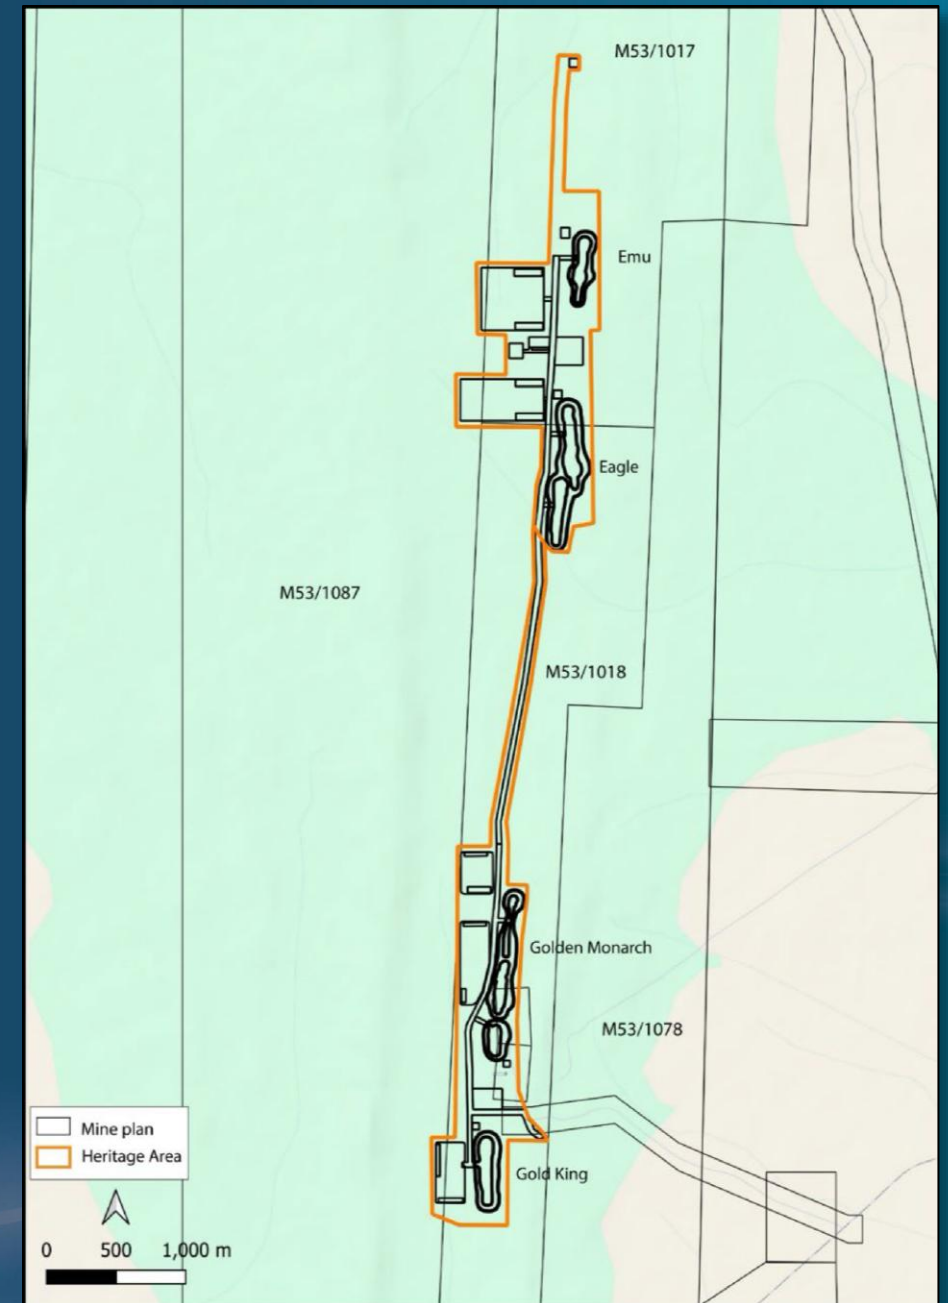 M53/1017
Emu
Eagle
M53/1087
M53/1018
Golden Monarch
M53/1078
Mine plan
Heritage Area
Gold King
0 500 1,000 m